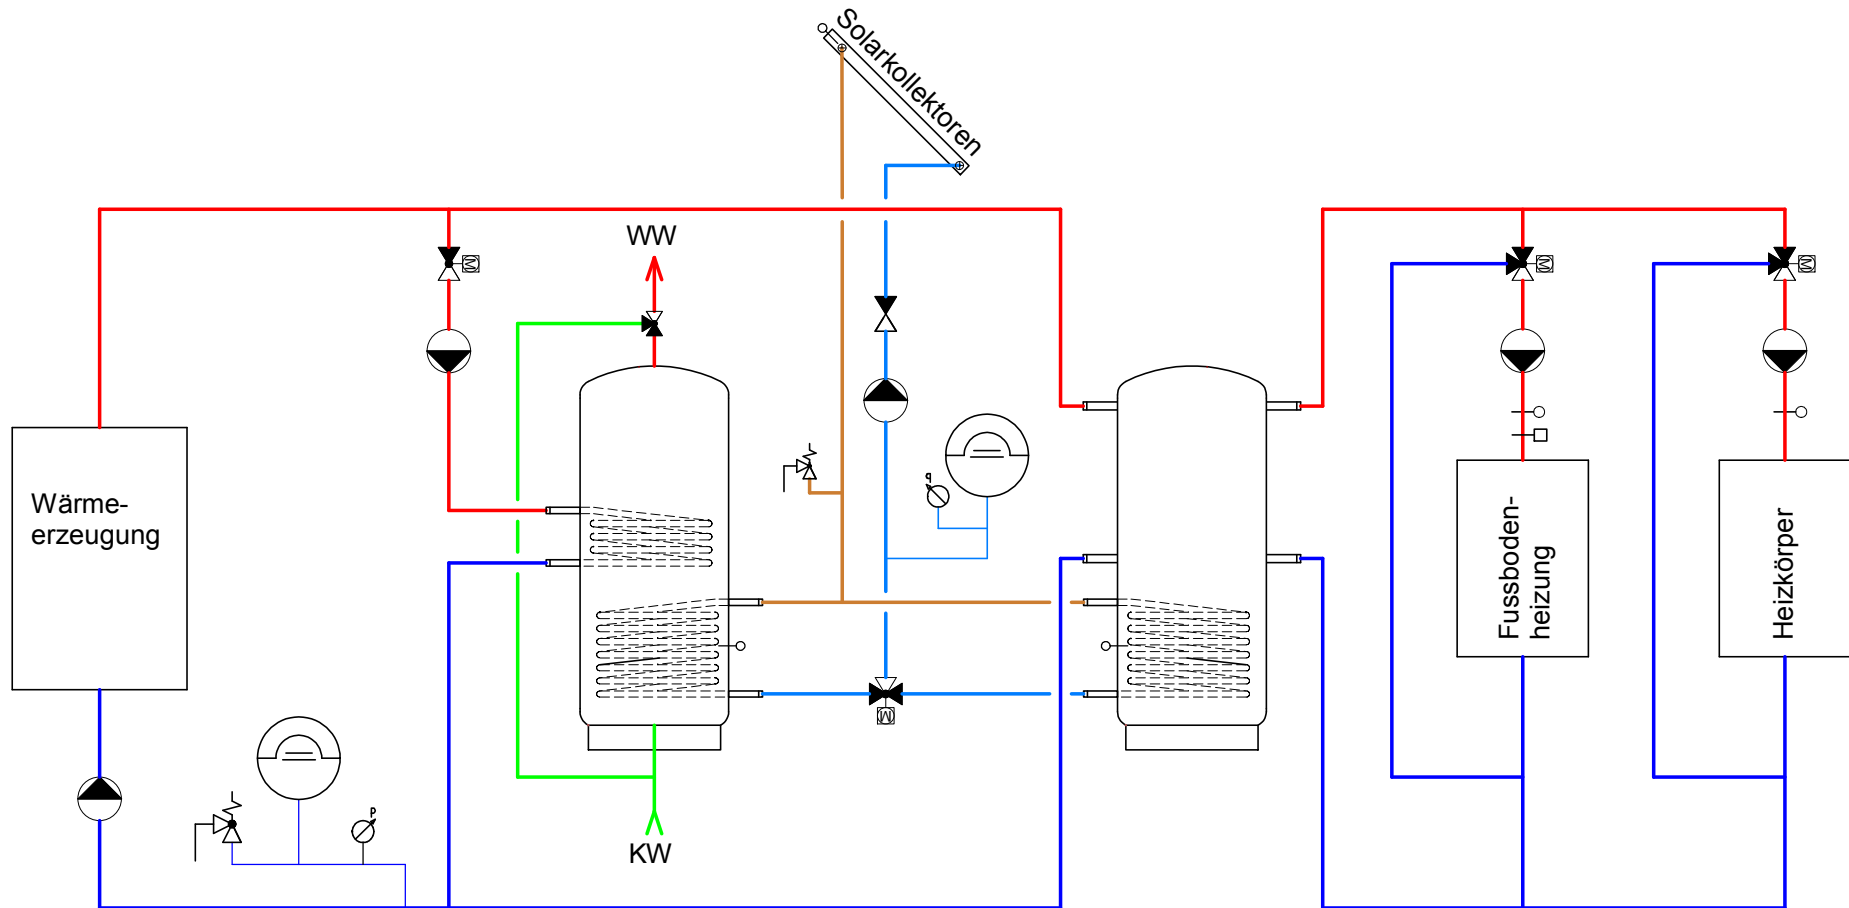 Solarkollektoren
WW
Wärme-
erzeugung
KW
Fussboden-
heizung
Heizkörper
M
M
M
M
p
p